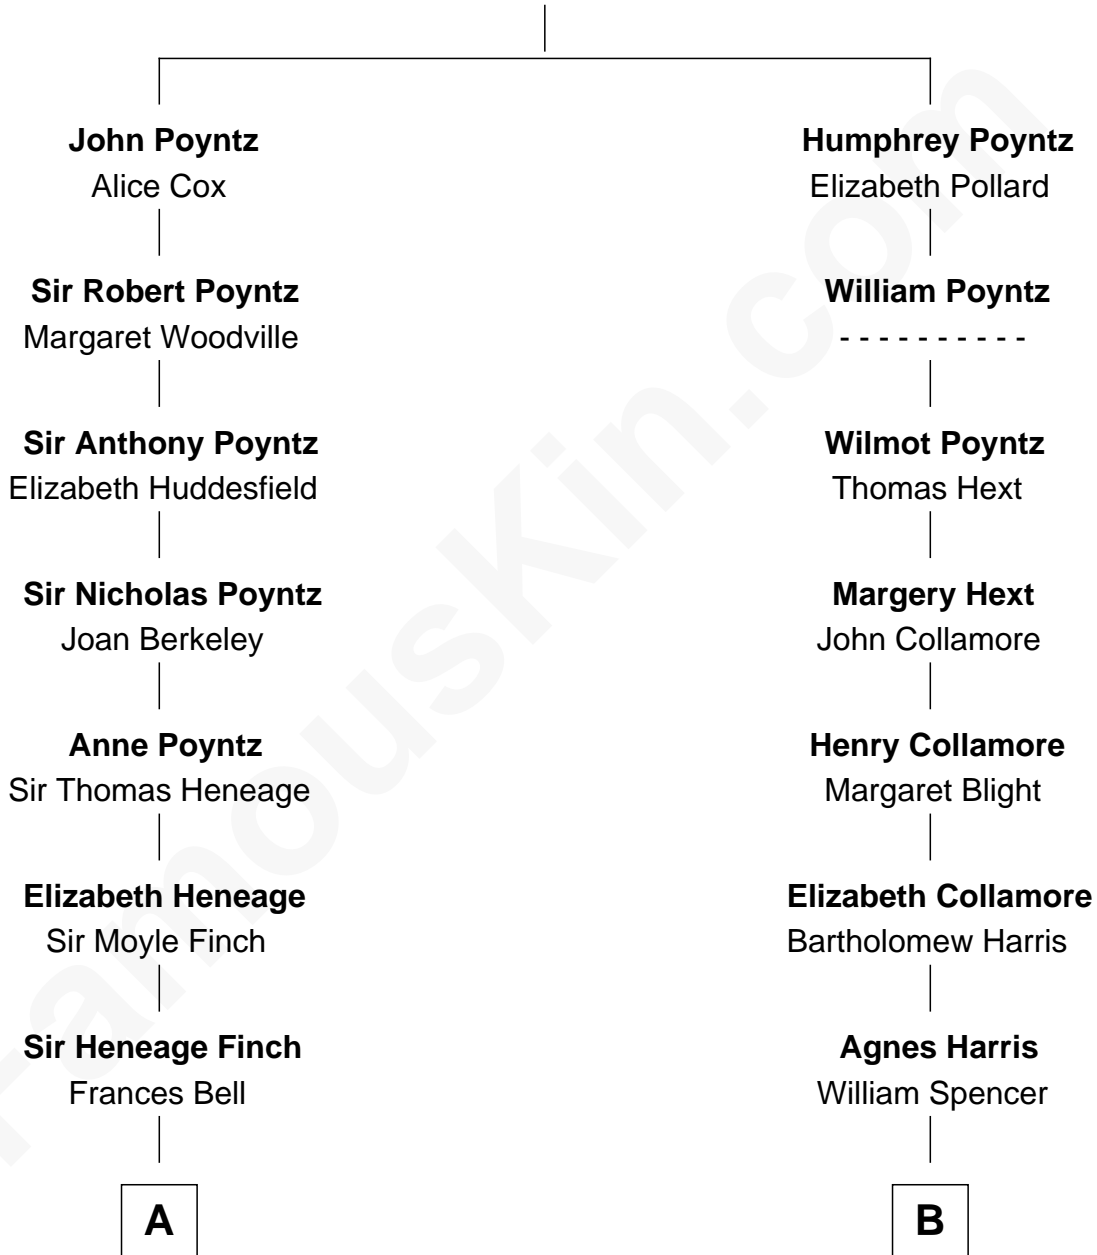 John Poyntz
Alice Cox
Humphrey Poyntz
Elizabeth Pollard
Sir Robert Poyntz
Margaret Woodville
William Poyntz
- - - - - - - - - -
Sir Anthony Poyntz
Elizabeth Huddesfield
Wilmot Poyntz
Thomas Hext
Sir Nicholas Poyntz
Joan Berkeley
Margery Hext
John Collamore
Anne Poyntz
Sir Thomas Heneage
Henry Collamore
Margaret Blight
Elizabeth Heneage
Sir Moyle Finch
Elizabeth Collamore
Bartholomew Harris
Sir Heneage Finch
Frances Bell
Agnes Harris
William Spencer
A
B
FamousKin.com